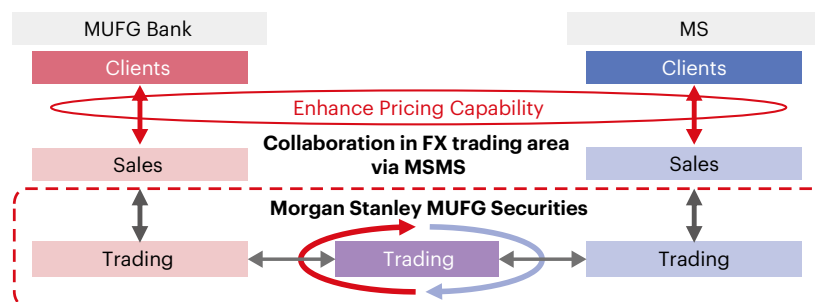 MUFG Bank
MS
Clients
Clients
Enhance Pricing Capability
Collaboration in FX trading area
via MSMS
Sales
Sales
Morgan Stanley MUFG Securities
Trading
Trading
Trading